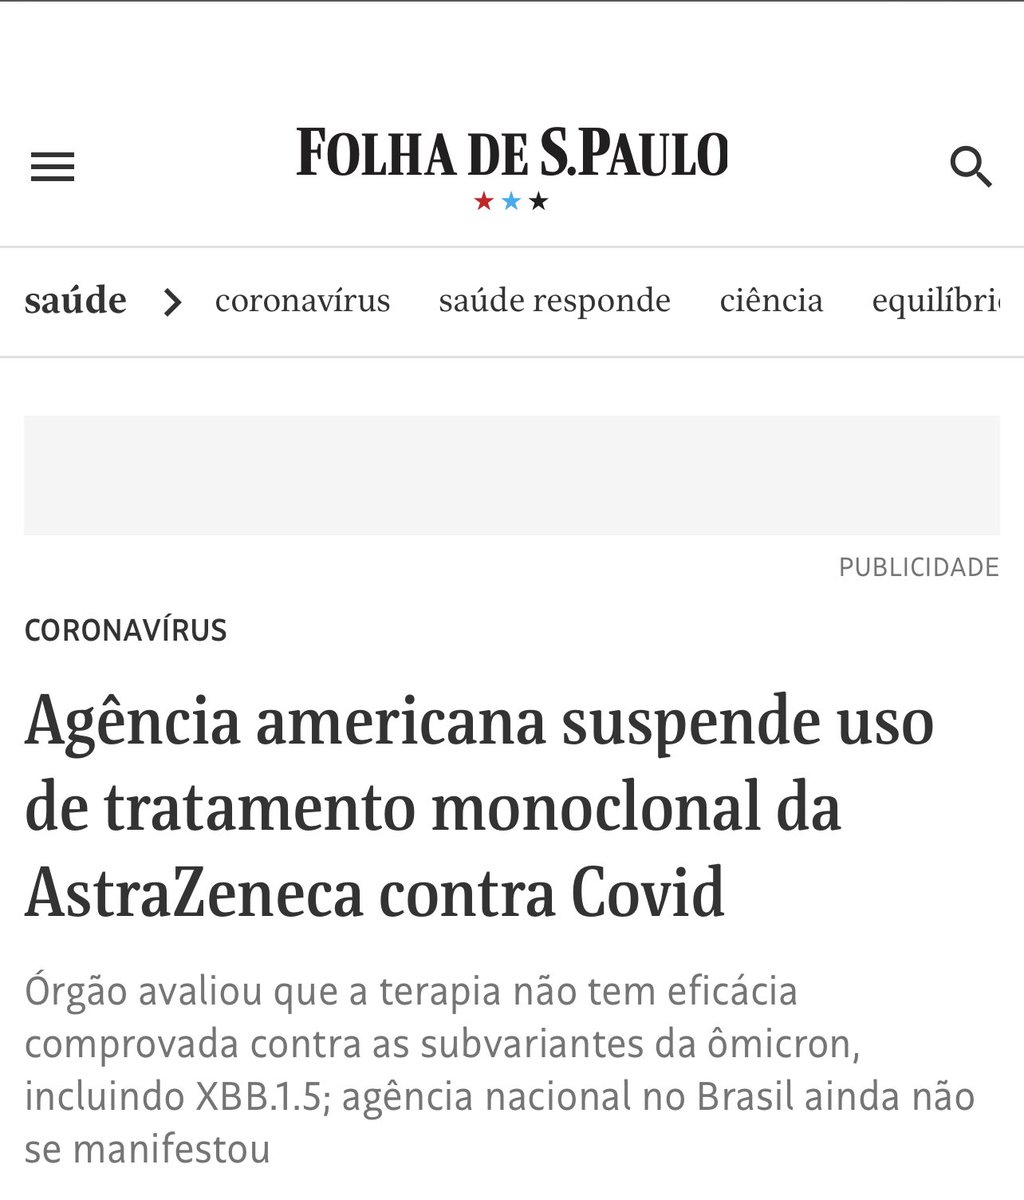 FOLHA DE S.PAULO
saúde
coronavírus saúde responde ciência equilíbri
PUBLICIDADE
CORONAVÍRUS
Agência americana suspende uso
de tratamento monoclonal da
AstraZeneca contra Covid
Órgão avaliou que a terapia não tem eficácia
comprovada contra as subvariantes da ômicron,
incluindo XBB.1.5; agência nacional no Brasil ainda não
se manifestou